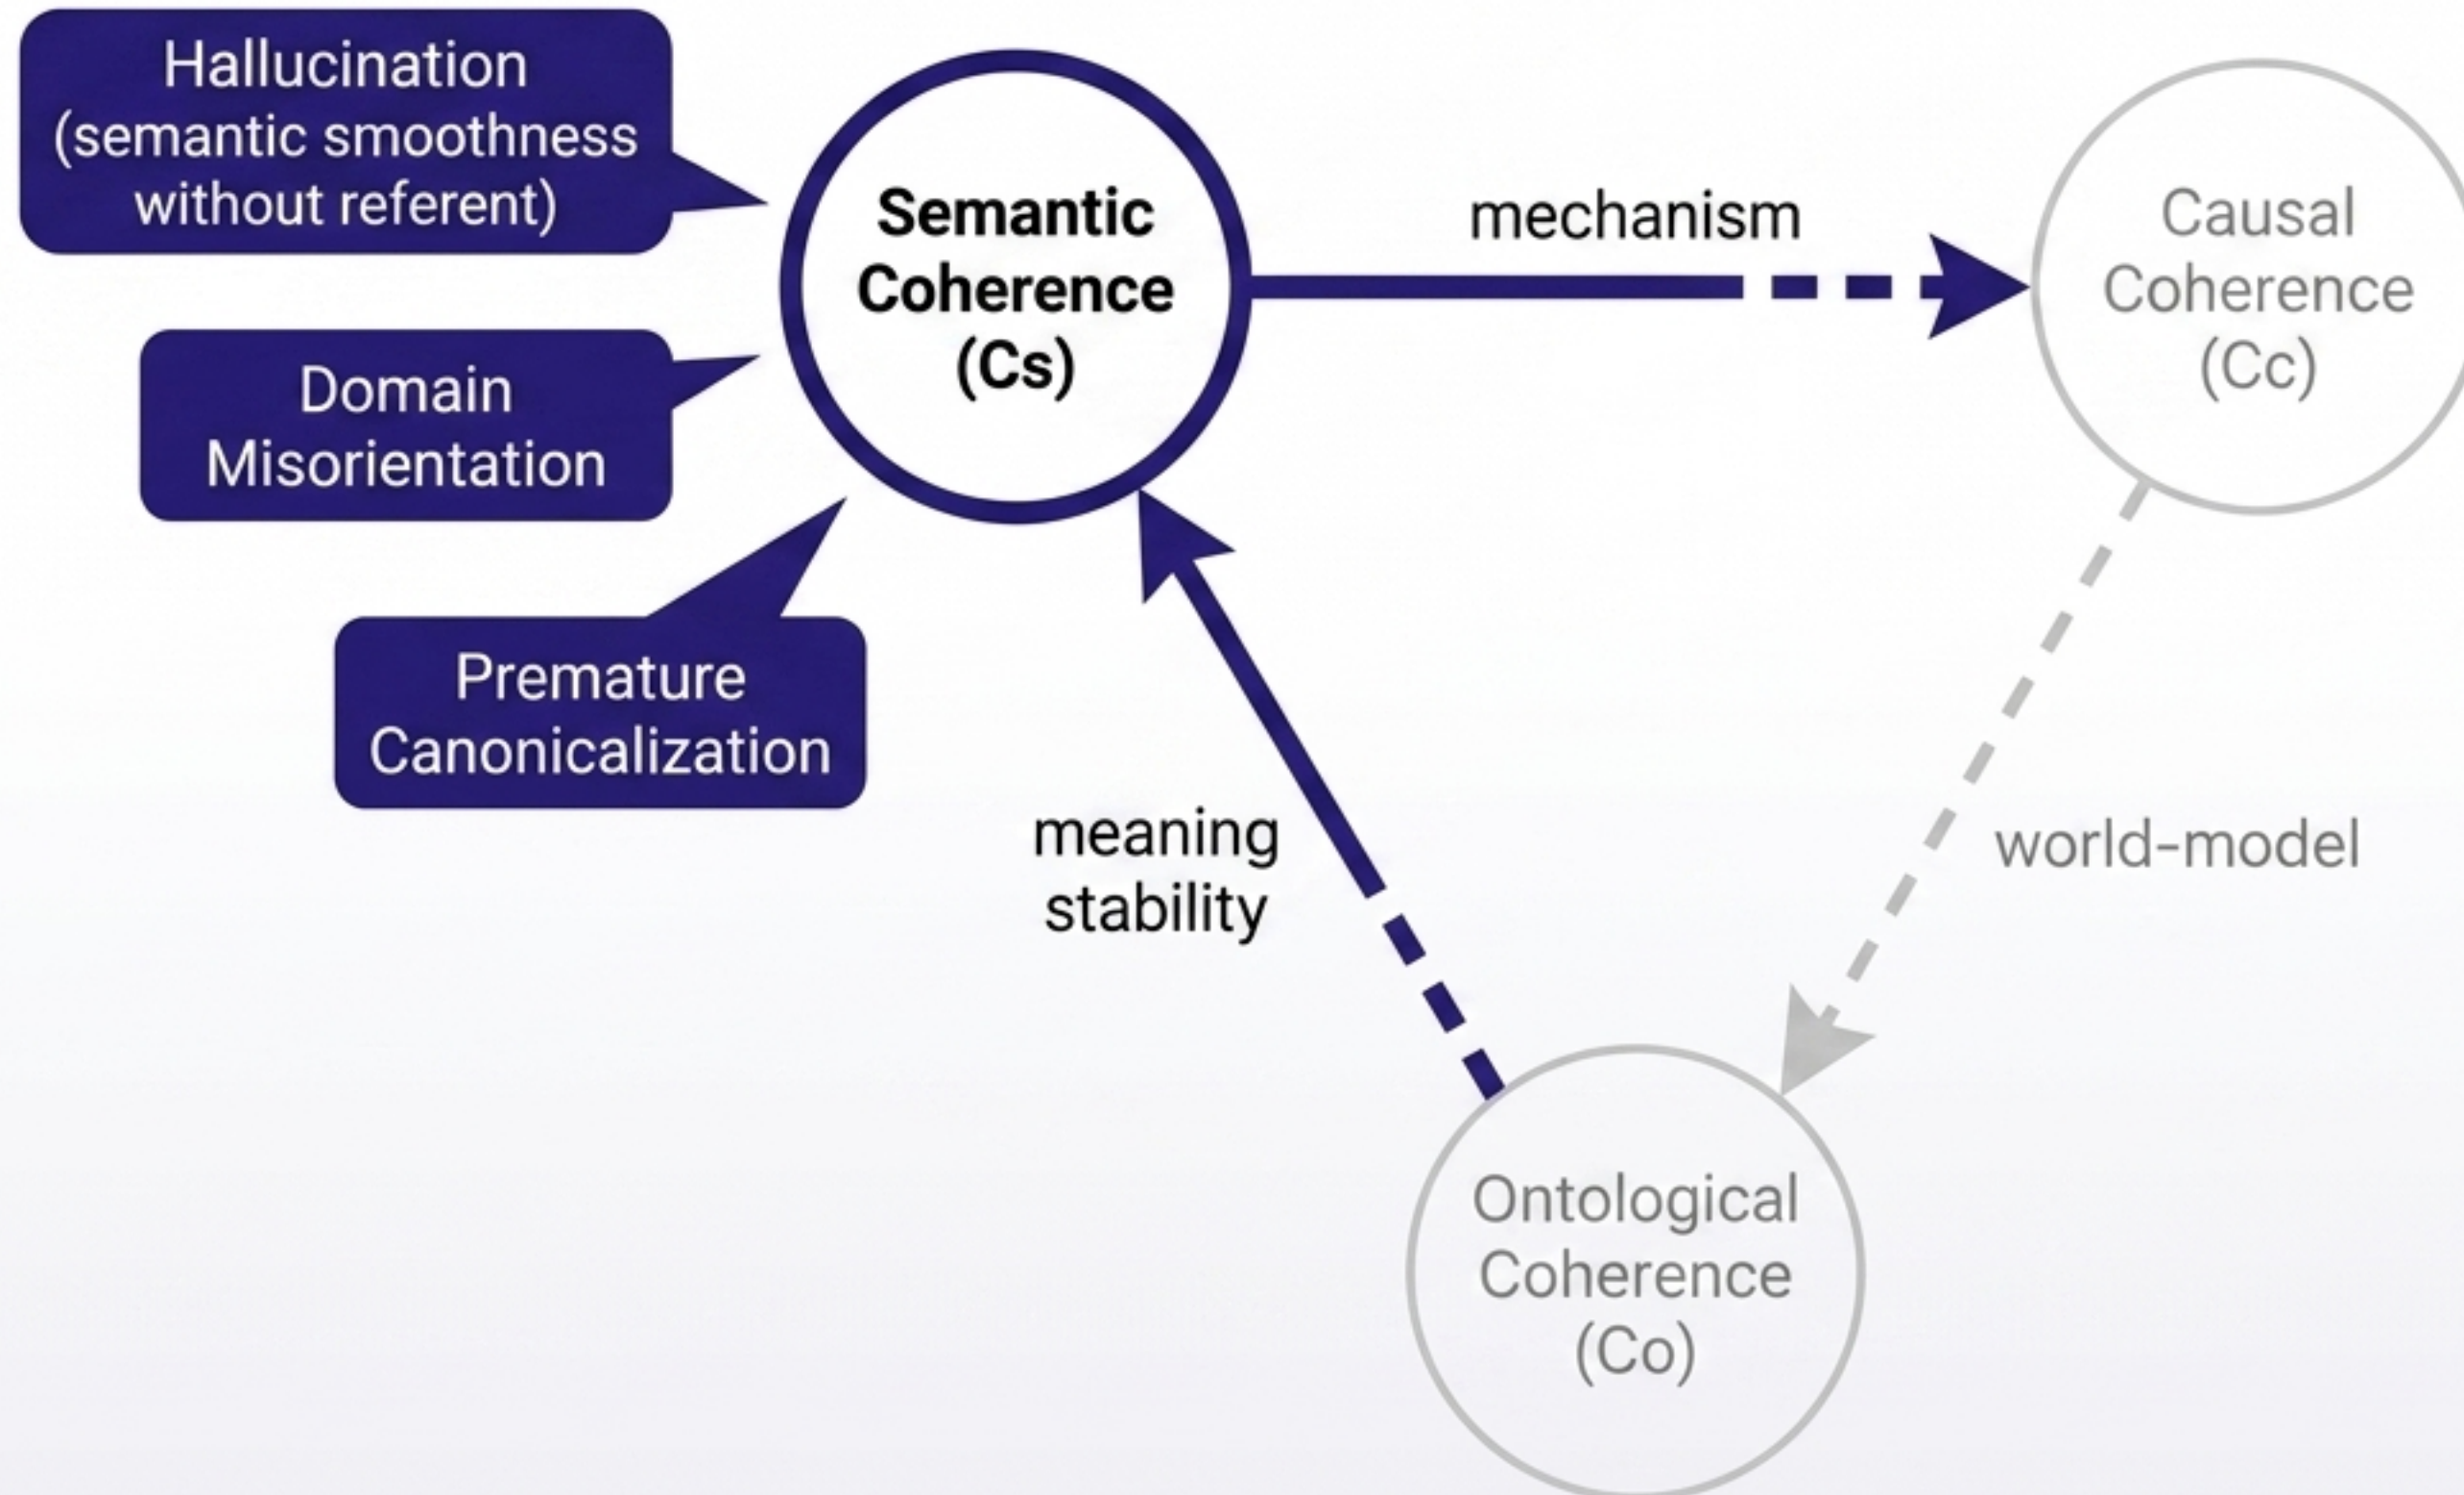 Hallucination
(semantic smoothness
without referent)
Domain
Misorientation
Premature
Canonicalization
Semantic
Coherence
(Cs)
mechanism
Causal
Coherence
(Cc)
meaning
stability
world-model
Ontological
Coherence
(Co)